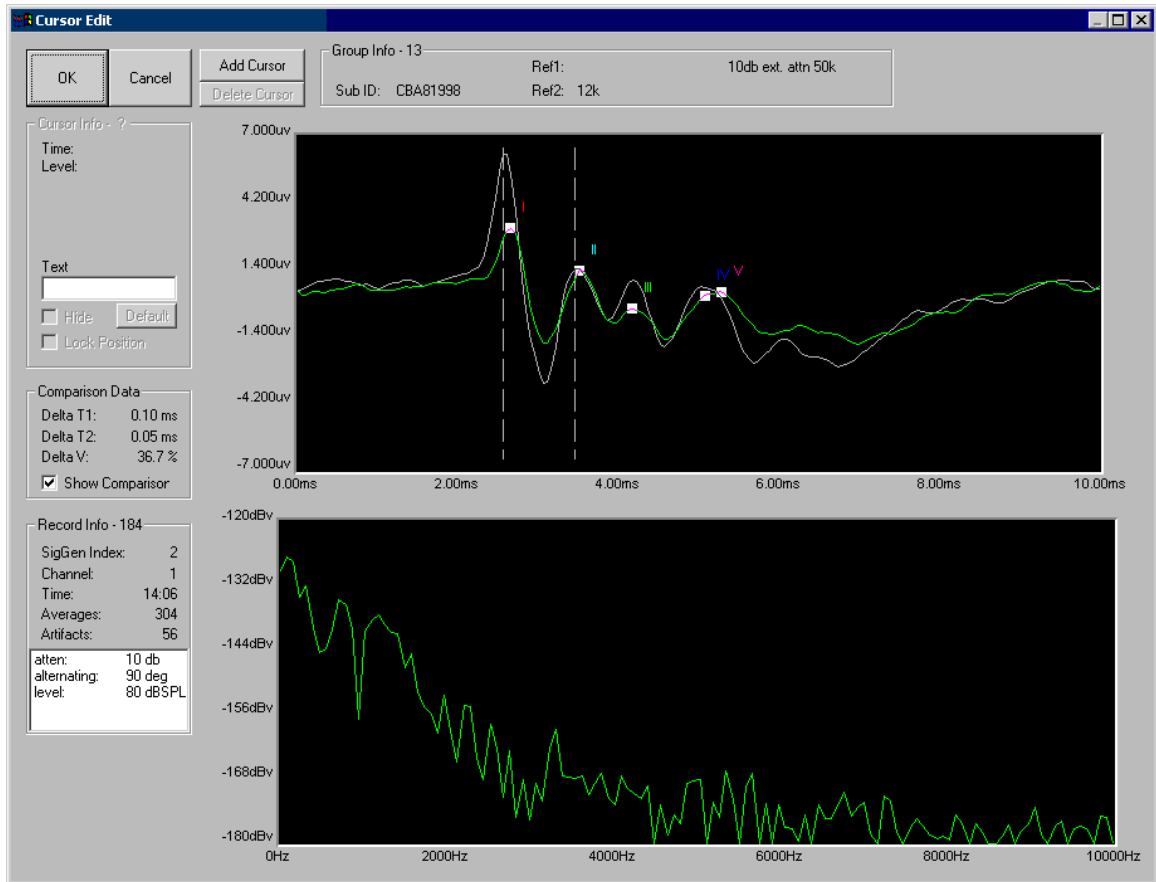 Cursor Edit
OK
Cancel
Add Cursor
Delete Cursor
Group Info - 13
Ref1:
10db ext. attn 50k
Sub ID: CBA81998
Ref2: 12k
Cursor Info - ?
Time:
Level:
Text
Hide
Default
Lock Position
Comparison Data
Delta T1: 0.10 ms
Delta T2: 0.05 ms
Delta V: 36.7 %
Show Comparisor
Record Info - 184
SigGen Index: 2
Channel: 1
Time: 14:06
Averages: 304
Artifacts: 56
atten: 10 db
alternating: 90 deg
level: 80 dBSPL
7.000uv
4.200uv
1.400uv
-1.400uv
-4.200uv
-7.000uv
I
II
III
IV
V
0.00ms
2.00ms
4.00ms
6.00ms
8.00ms
10.00ms
-120dBv
-132dBv
-144dBv
-156dBv
-168dBv
-180dBv
0Hz
2000Hz
4000Hz
6000Hz
8000Hz
10000Hz